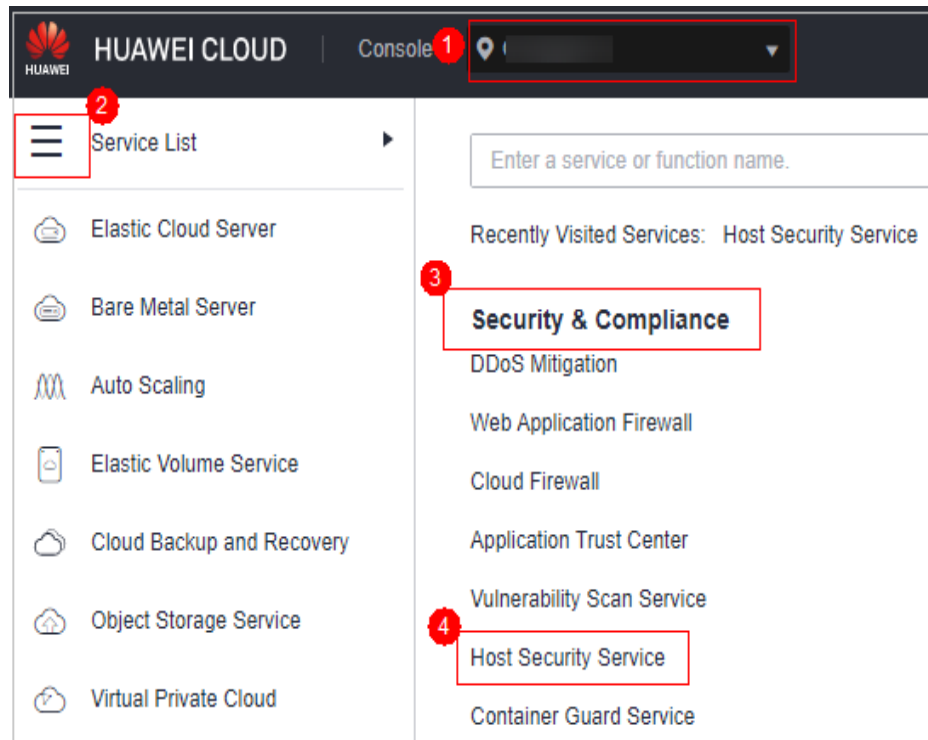 HUAWEI
HUAWEI CLOUD
Console
1
2
Service List
Elastic Cloud Server
Bare Metal Server
Auto Scaling
Elastic Volume Service
Cloud Backup and Recovery
Object Storage Service
Virtual Private Cloud
Enter a service or function name.
Recently Visited Services: Host Security Service
3
Security & Compliance
DDoS Mitigation
Web Application Firewall
Cloud Firewall
Application Trust Center
Vulnerability Scan Service
4
Host Security Service
Container Guard Service